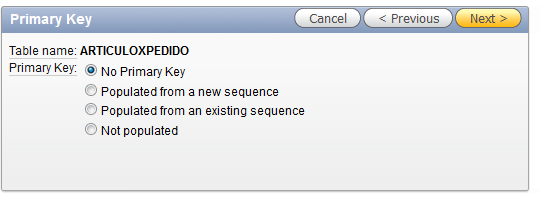 Primary Key Cancel < Previous Next >
Table name: ARTICULOXPEDIDO
Primary Key: No Primary Key
Populated from a new sequence
Populated from an existing sequence
Not populated